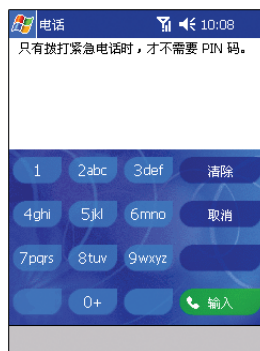 电话 10:08
只有拨打紧急电话时，才不需要 PIN 码。
1 2abc 3def 清除
4ghi 5jkl 6mno 取消
7pqrs 8tuv 9wxyz
0+ 输入